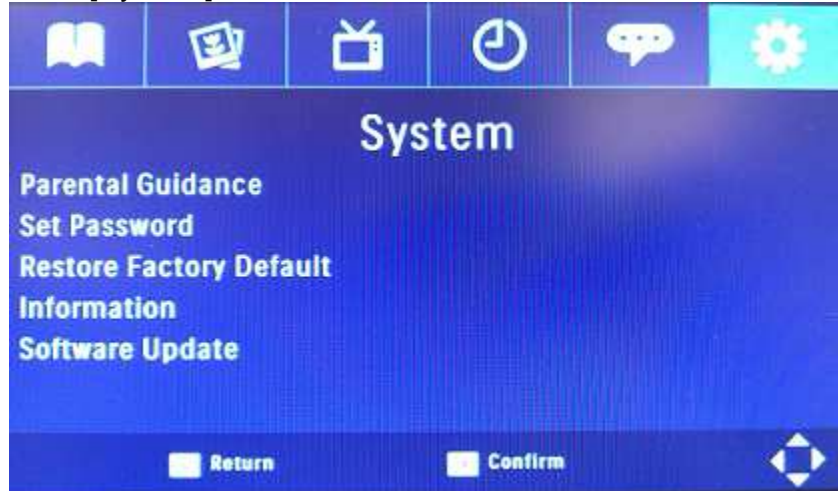 System
Parental Guidance
Set Password
Restore Factory Default
Information
Software Update
Return
Confirm